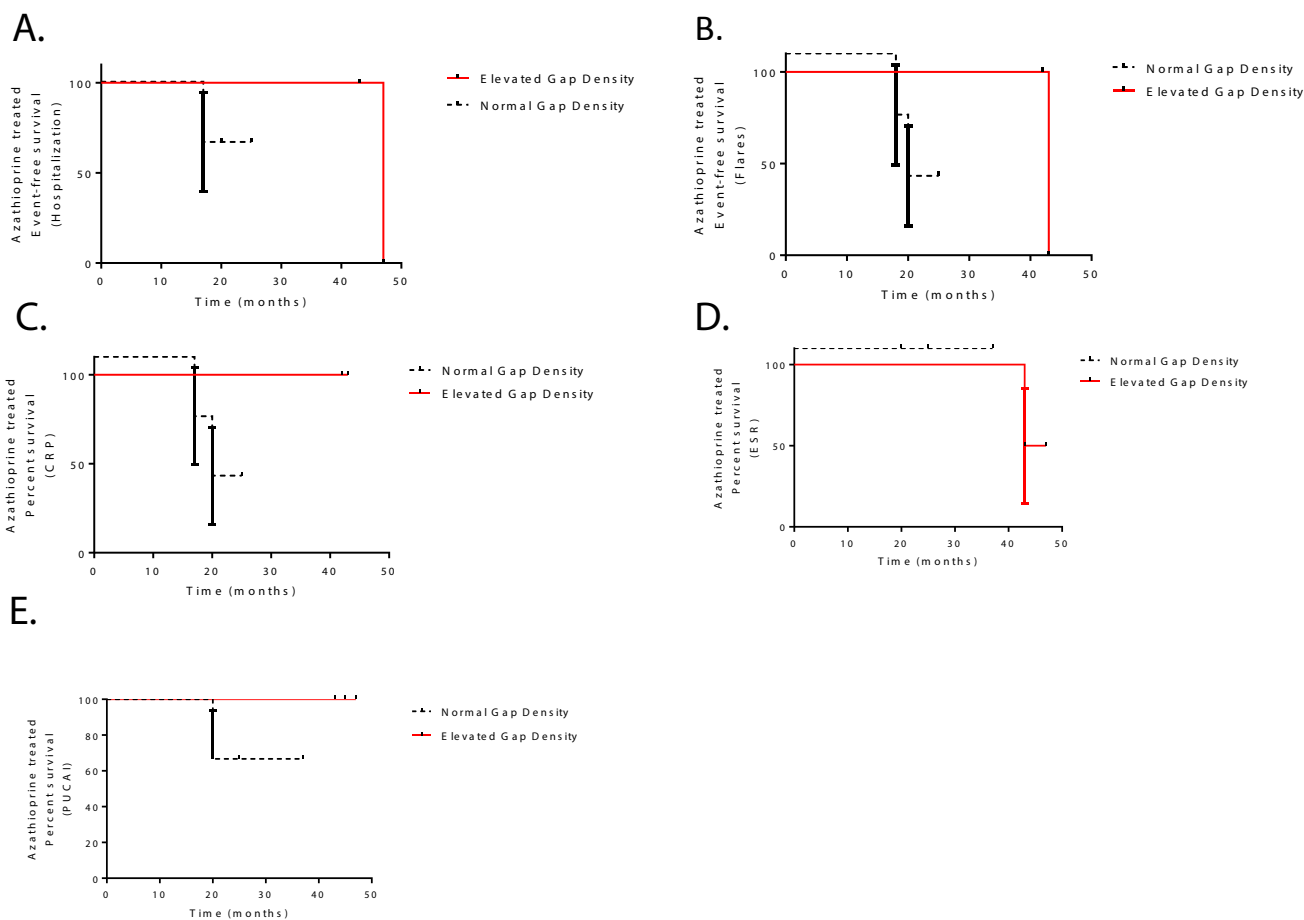 A.
Azathioprine treated
Event-free survival
(Hospitalization)
100
50
0
0 10 20 30 40 50
Time (months)
Elevated Gap Density
Normal Gap Density
B.
Azathioprine treated
Event-free survival
(Flares)
100
50
0
0 10 20 30 40 50
Time (months)
Normal Gap Density
Elevated Gap Density
C.
Azathioprine treated
Percent survival
(CRP)
100
50
0
0 10 20 30 40 50
Time (months)
Normal Gap Density
Elevated Gap Density
D.
Azathioprine treated
Percent survival
(ESR)
100
50
0
0 10 20 30 40 50
Time (months)
Normal Gap Density
Elevated Gap Density
E.
Azathioprine treated
Percent survival
(PUCAI)
100
80
60
40
20
0
0 10 20 30 40 50
Time (months)
Normal Gap Density
Elevated Gap Density